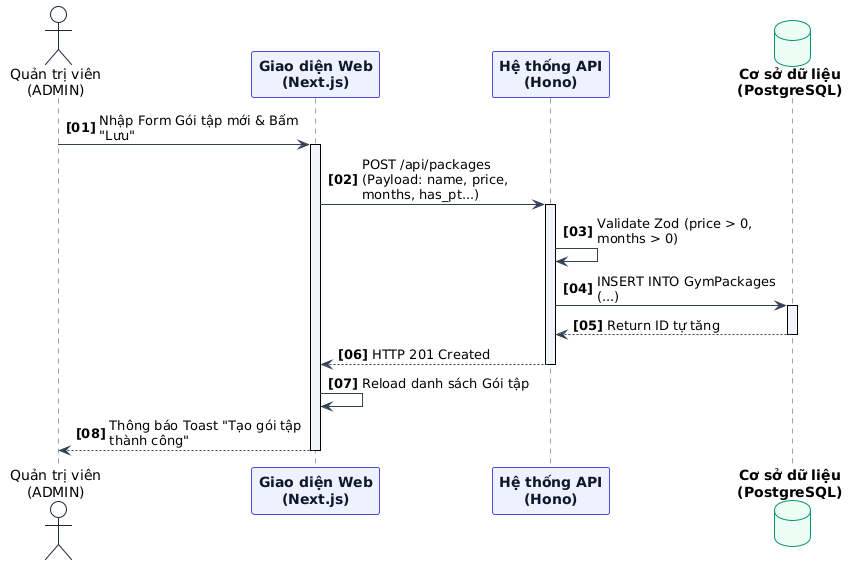 Quản trị viên
(ADMIN)
Giao diện Web
(Next.js)
Hệ thống API
(Hono)
Cơ sở dữ liệu
(PostgreSQL)
[01] Nhập Form Gói tập mới & Bấm
"Lưu"
[02] POST /api/packages
(Payload: name, price,
months, has_pt...)
[03] Validate Zod (price > 0,
months > 0)
[04] INSERT INTO GymPackages
(...)
[05] Return ID tự tăng
[06] HTTP 201 Created
[07] Reload danh sách Gói tập
[08] Thông báo Toast "Tạo gói tập
thành công"
Quản trị viên
(ADMIN)
Giao diện Web
(Next.js)
Hệ thống API
(Hono)
Cơ sở dữ liệu
(PostgreSQL)